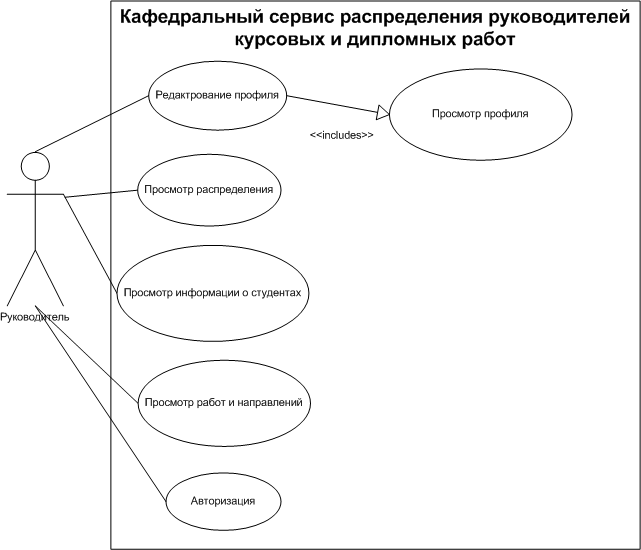 Кафедральный сервис распределения руководителей
курсовых и дипломных работ
Редактрование профиля
Просмотр профиля
<<includes>>
Просмотр распределения
Просмотр информации о студентах
Руководитель
Просмотр работ и направлений
Авторизация